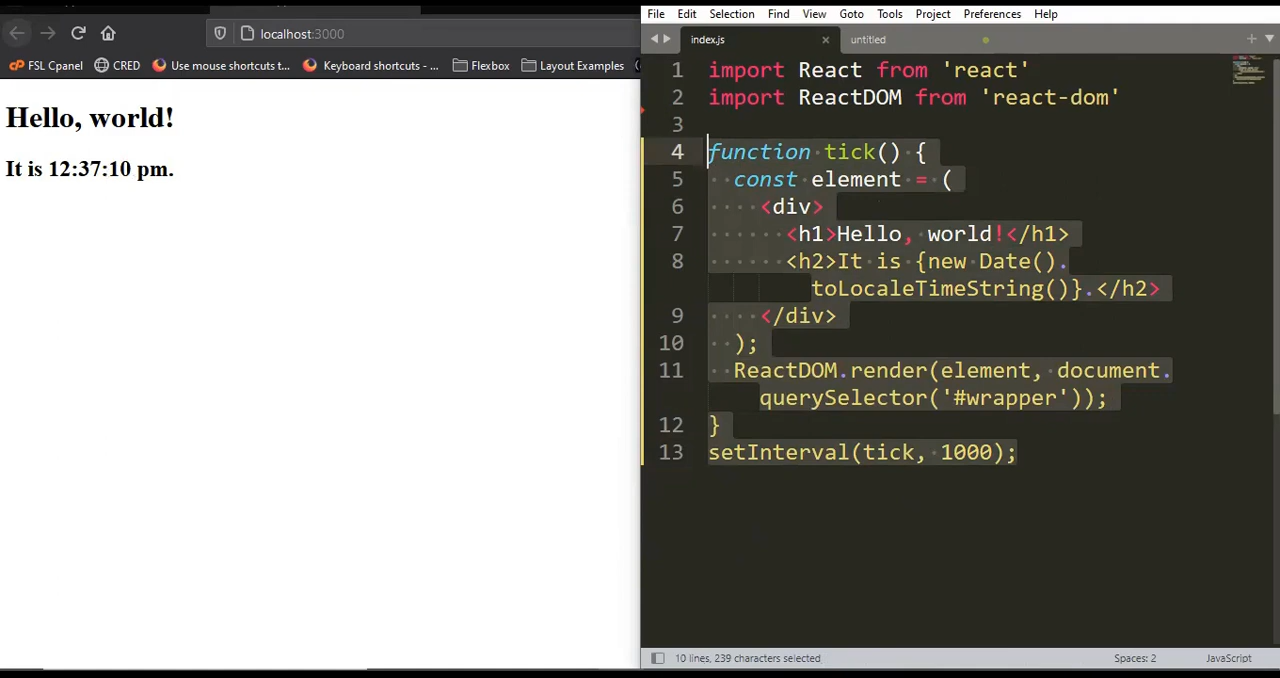 localhost:3000
FSL Cpanel
CRED
Use mouse shortcuts t...
Keyboard shortcuts - ...
Flexbox
Layout Examples
Hello, world!
It is 12:37:10 pm.
File Edit Selection Find View Goto Tools Project Preferences Help
index.js
untitled
1 import React from 'react'
2 import ReactDOM from 'react-dom'
3
4 function tick() {
5 const element = (
6 <div>
7 <h1>Hello, world!</h1>
8 <h2>It is {new Date().
toLocaleTimeString()}.</h2>
9 </div>
10 );
11 ReactDOM.render(element, document.
querySelector('#wrapper'));
12 }
13 setInterval(tick, 1000);
10 lines, 239 characters selected
Spaces: 2
JavaScript